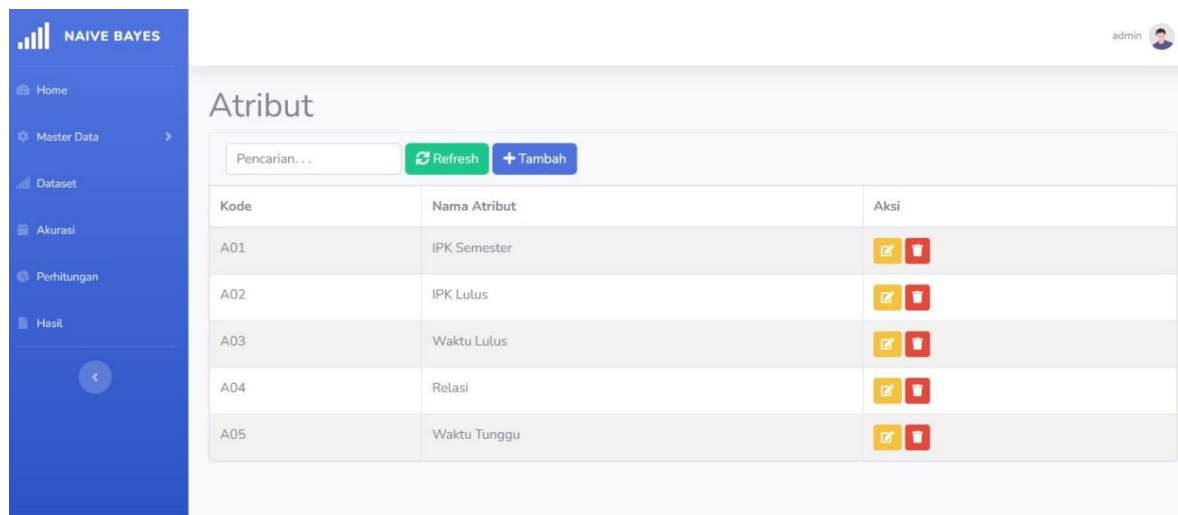 NAIVE BAYES
admin
Home
Master Data
Dataset
Akurasi
Perhitungan
Hasil
Atribut
Pencarian. . .
Refresh
Tambah
Kode Nama Atribut Aksi
A01 IPK Semester
A02 IPK Lulus
A03 Waktu Lulus
A04 Relasi
A05 Waktu Tunggu